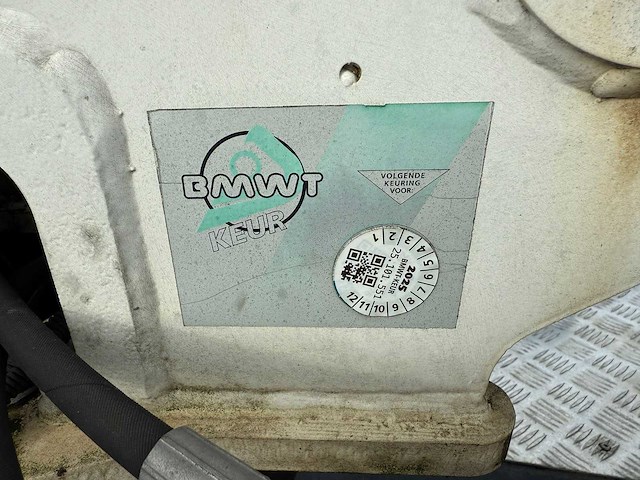 BMWT
KEUR
VOLGENDE
KEURING
VOOR:
1 2 3 4 5 6 7 8 9 10 11 12
2025
BMWT-KEUR
25.101.551